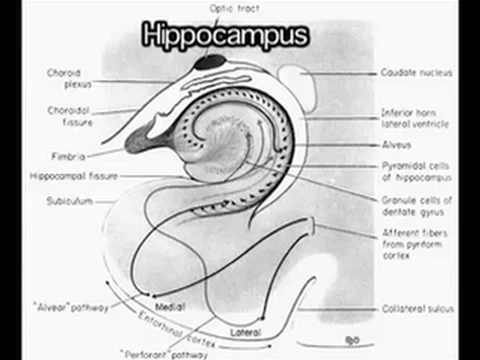 Optic tract
Hippocampus
Choroid
plexus
Caudate nucleus
Choroidal
fissure
Inferior horn
lateral ventricle
Fimbria
Alveus
Hippocampal fissure
Pyramidal cells
of hippocampus
Subiculum
Granule cells of
dentate gyrus
Afferent fibers
from pyriform
cortex
"Alvear" pathway
Medial
Collateral sulcus
Entorhinal cortex
Lateral
"Perforant" pathway